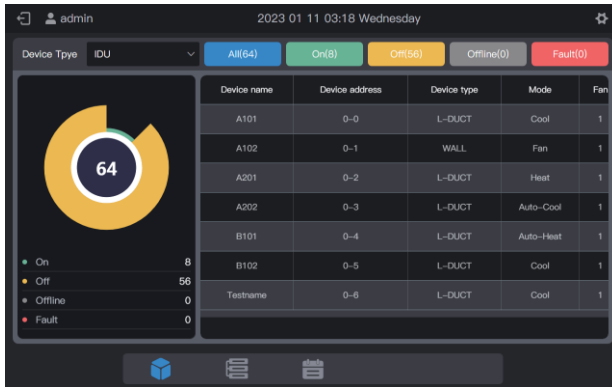 admin
2023 01 11 03:18 Wednesday
Device Tpye IDU All(64) On(8) Off(56) Offline(0) Fault(0)
64
On 8
Off 56
Offline 0
Fault 0
Device name Device address Device type Mode Fan
A101 0-0 L-DUCT Cool 1
A102 0-1 WALL Fan 1
A201 0-2 L-DUCT Heat 1
A202 0-3 L-DUCT Auto-Cool 1
B101 0-4 L-DUCT Auto-Heat 1
B102 0-5 L-DUCT Cool 1
Testname 0-6 L-DUCT Cool 1